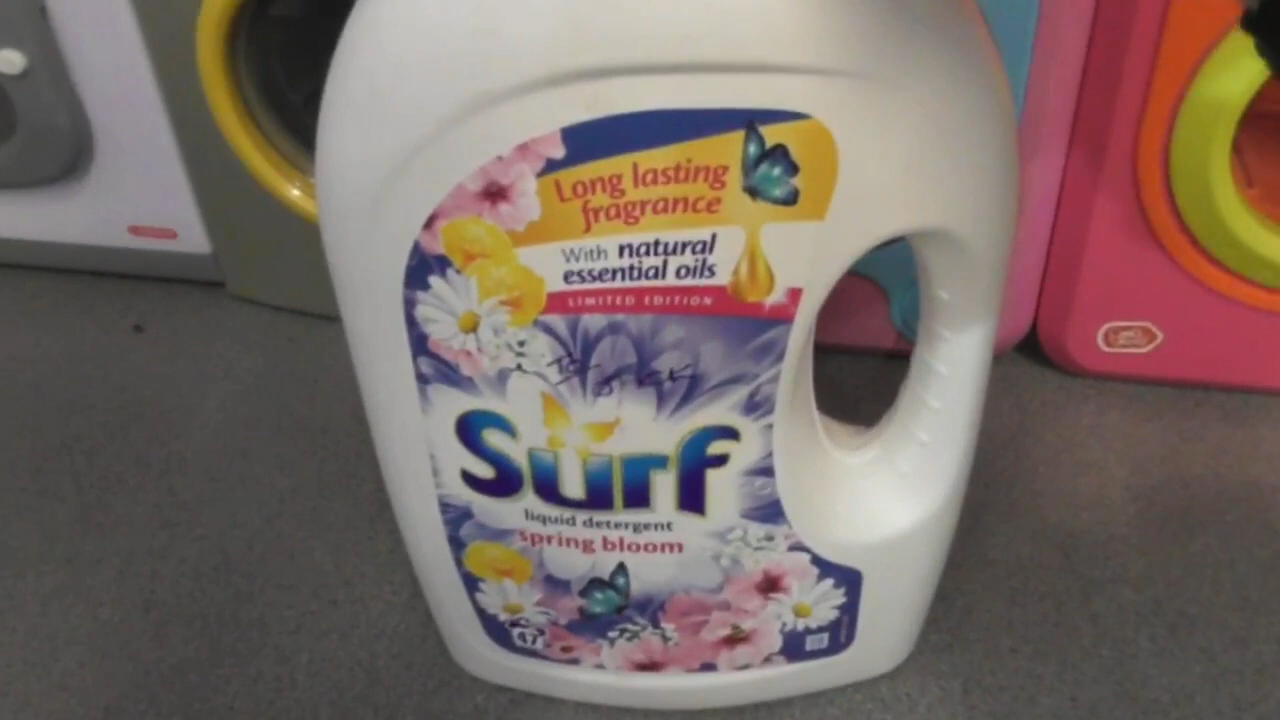 Long lasting
fragrance
With natural
essential oils
LIMITED EDITION
Surf
liquid detergent
spring bloom
47